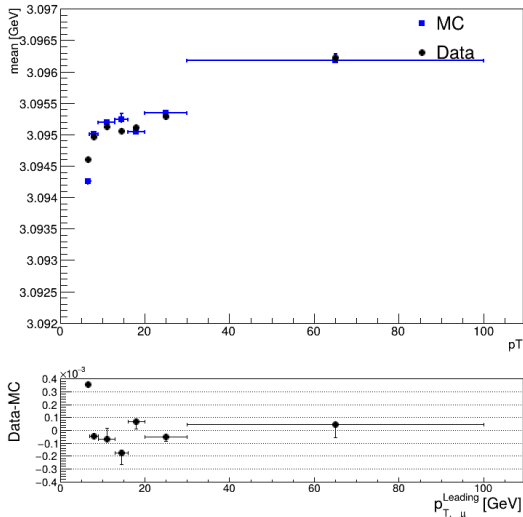 mean [GeV]
3.097
3.0965
3.096
3.0955
3.095
3.0945
3.094
3.0935
3.093
3.0925
3.092
MC
Data
0 20 40 60 80 100
pT
×10⁻³
Data-MC
0.4
0.3
0.2
0.1
0
−0.1
−0.2
−0.3
−0.4
0 20 40 60 80 100
p_{T, μ}^{Leading} [GeV]